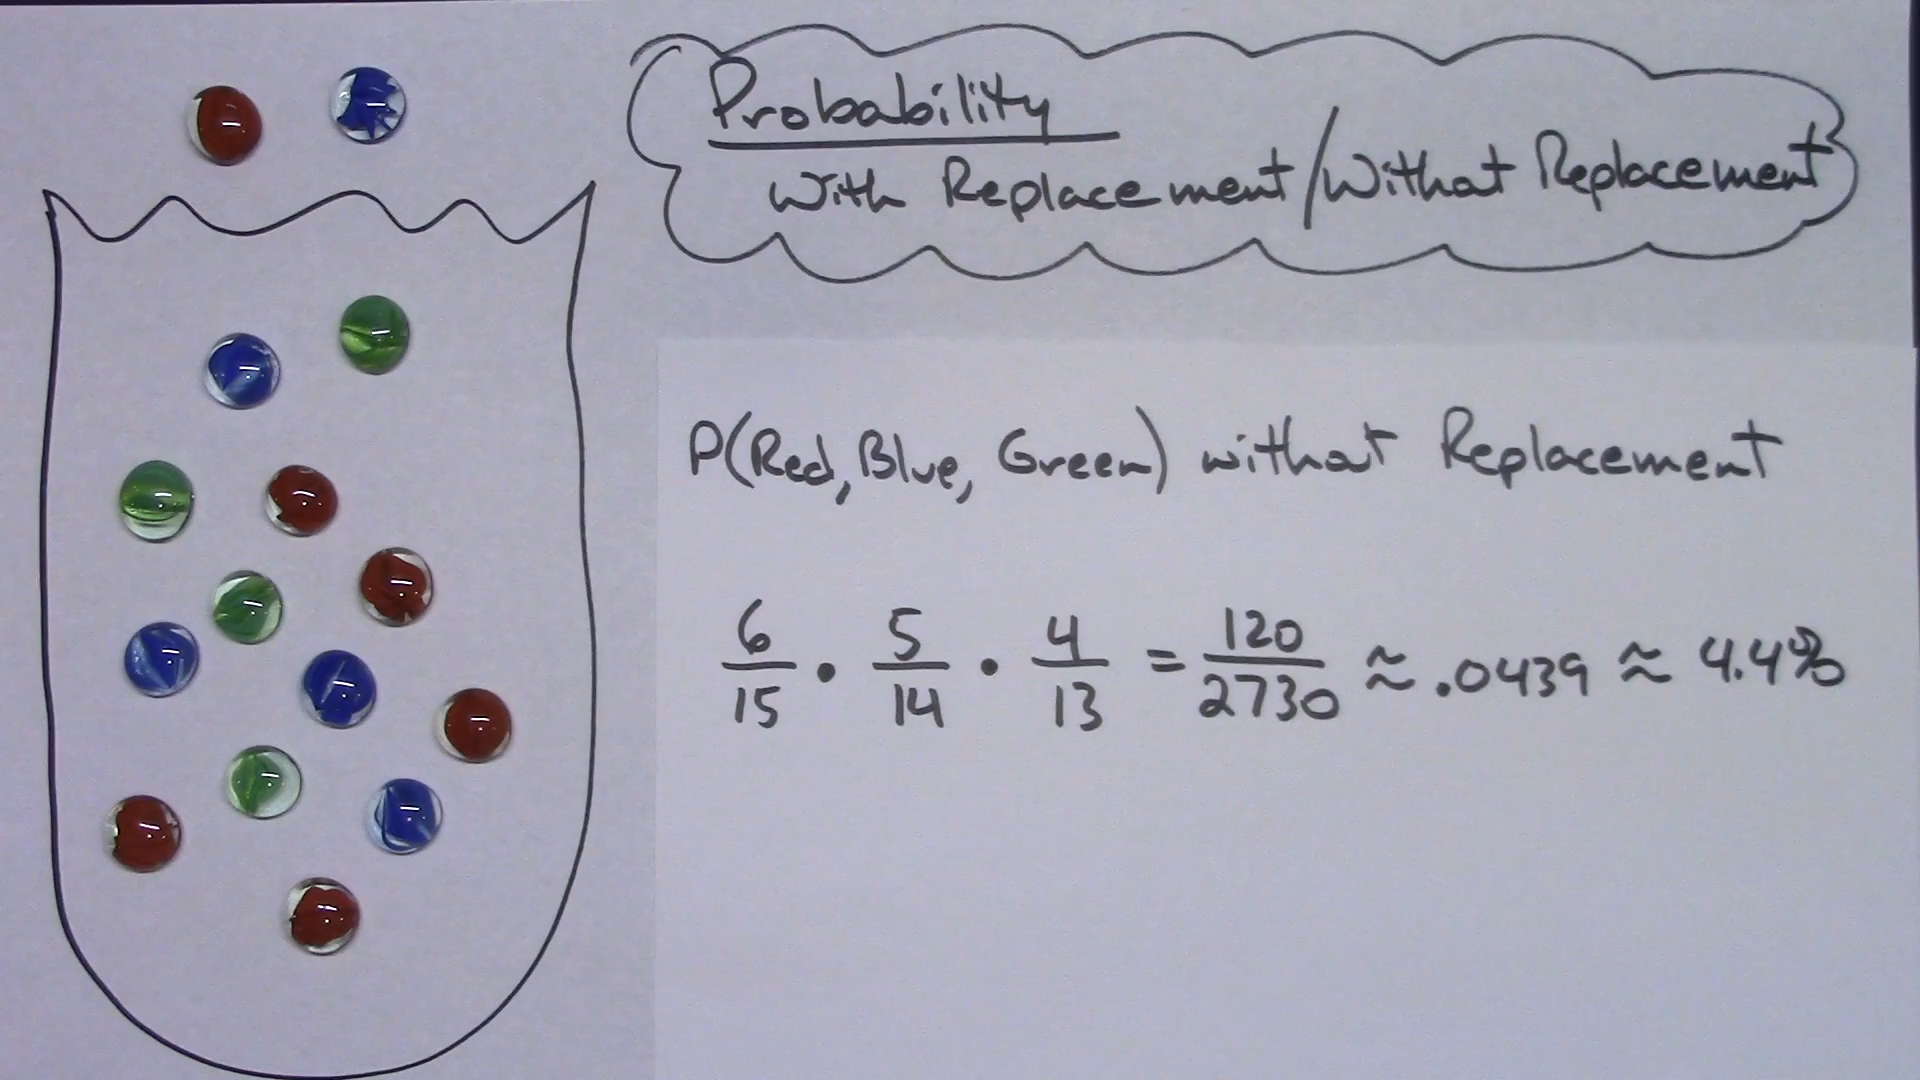 Probability
With Replacement/Without Replacement
P(Red, Blue, Green) without Replacement
6/15 • 5/14 • 4/13 = 120/2730 ≈ .0439 ≈ 4.4%